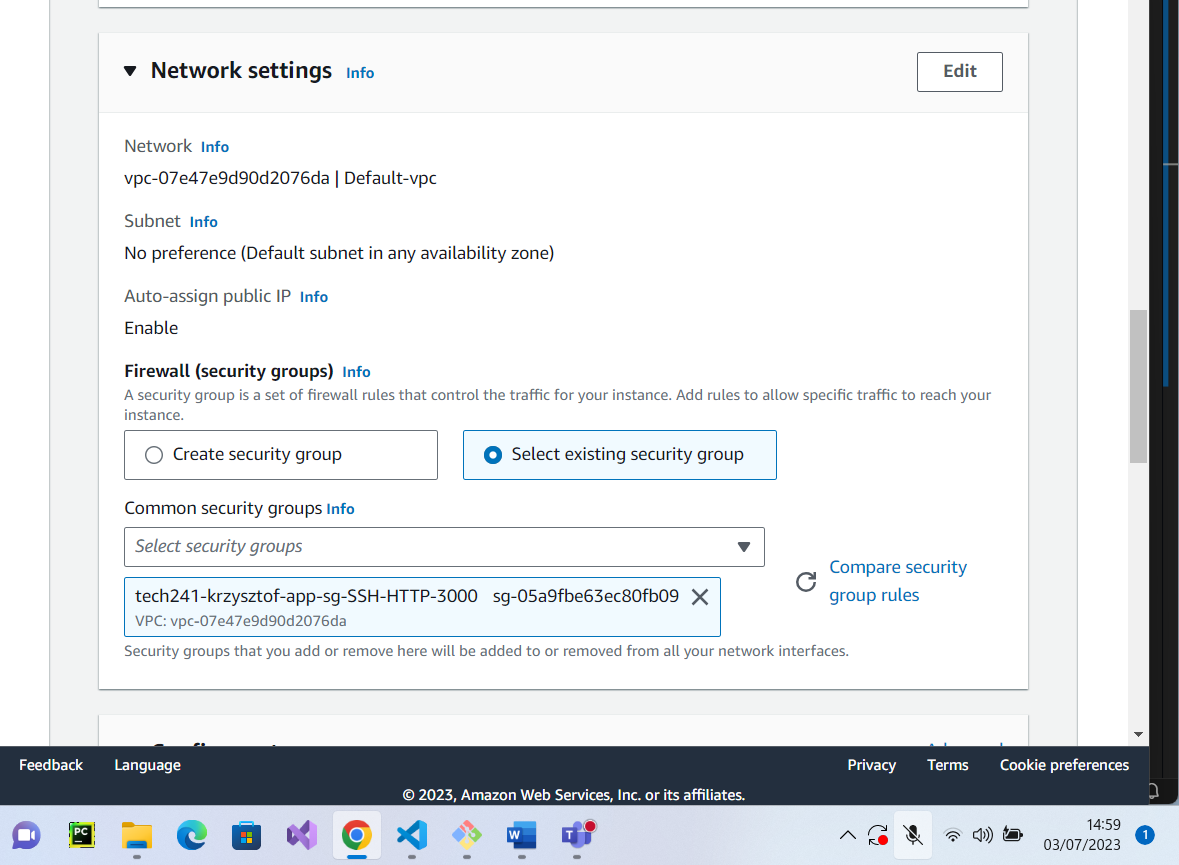 Network settings Info
Edit
Network Info
vpc-07e47e9d90d2076da | Default-vpc
Subnet Info
No preference (Default subnet in any availability zone)
Auto-assign public IP Info
Enable
Firewall (security groups) Info
A security group is a set of firewall rules that control the traffic for your instance. Add rules to allow specific traffic to reach your
instance.
Create security group
Select existing security group
Common security groups Info
Select security groups
tech241-krzysztof-app-sg-SSH-HTTP-3000 sg-05a9fbe63ec80fb09
VPC: vpc-07e47e9d90d2076da
Compare security
group rules
Security groups that you add or remove here will be added to or removed from all your network interfaces.
Feedback Language Privacy Terms Cookie preferences
© 2023, Amazon Web Services, Inc. or its affiliates.
PC
W
T
14:59
03/07/2023
1